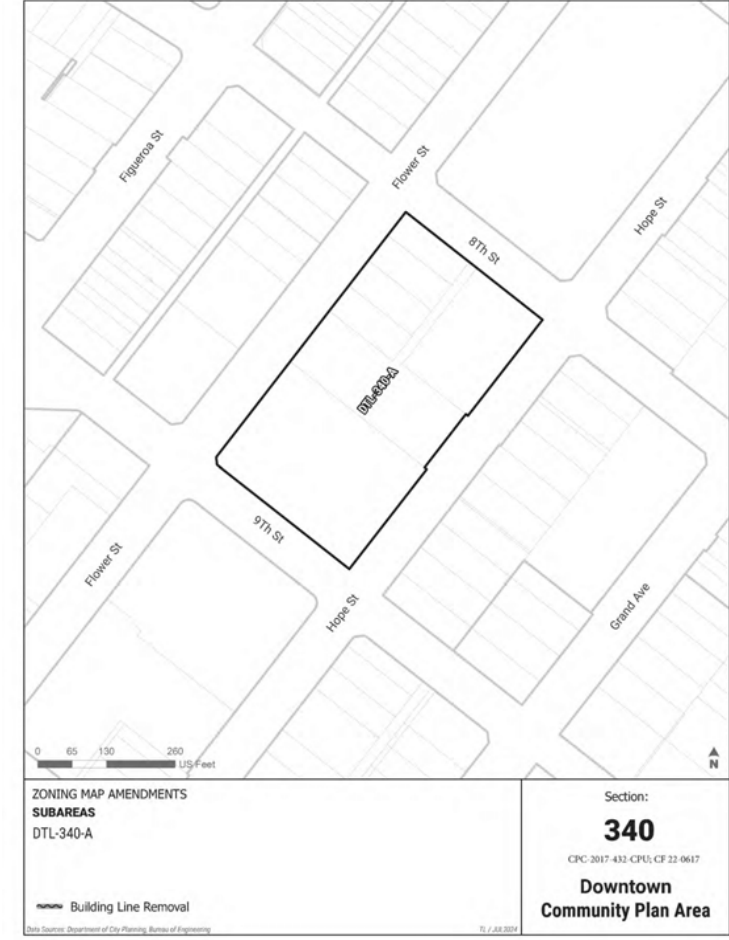 Figueroa St
Flower St
Hope St
8Th St
DTL-340-A
9Th St
Flower St
Hope St
Grand Ave
0 65 130 260
US Feet
N
ZONING MAP AMENDMENTS
SUBAREAS
DTL-340-A
Building Line Removal
Data Sources: Department of City Planning, Bureau of Engineering
TL / JUL 2024
Section:
340
CPC-2017-432-CPU; CF 22-0617
Downtown
Community Plan Area